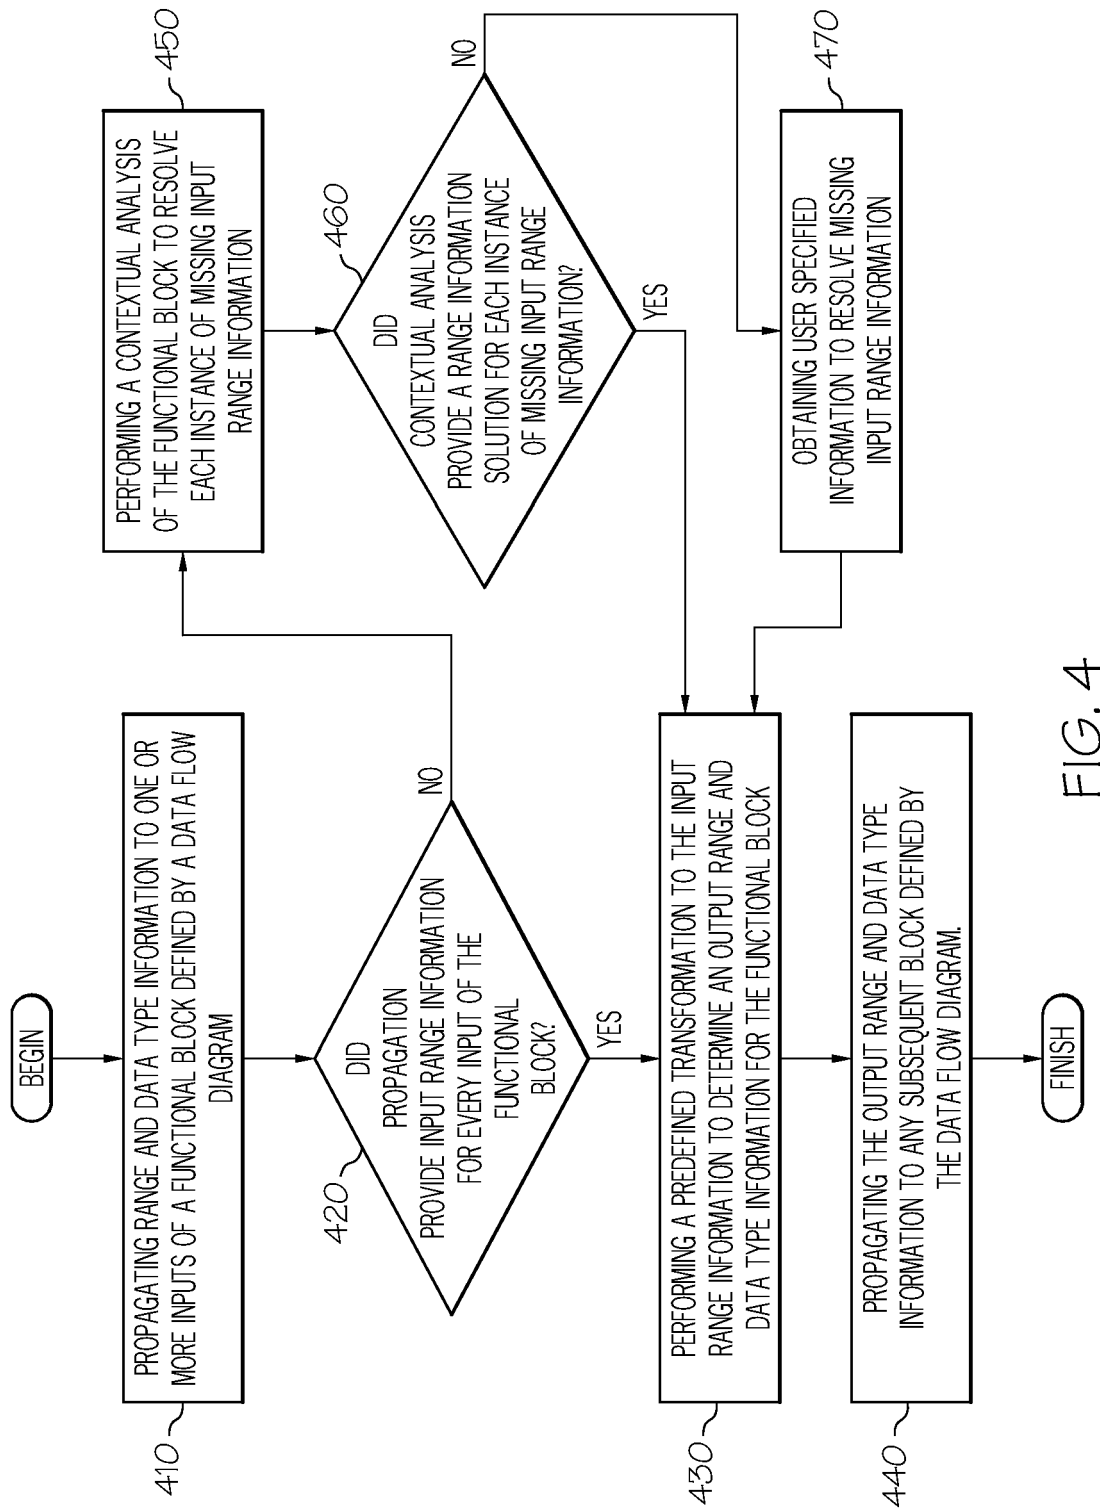 BEGIN
410
PROPAGATING RANGE AND DATA TYPE INFORMATION TO ONE OR
MORE INPUTS OF A FUNCTIONAL BLOCK DEFINED BY A DATA FLOW
DIAGRAM
420
DID
PROPAGATION
PROVIDE INPUT RANGE INFORMATION
FOR EVERY INPUT OF THE
FUNCTIONAL
BLOCK?
NO
YES
430
PERFORMING A PREDEFINED TRANSFORMATION TO THE INPUT
RANGE INFORMATION TO DETERMINE AN OUTPUT RANGE AND
DATA TYPE INFORMATION FOR THE FUNCTIONAL BLOCK
440
PROPAGATING THE OUTPUT RANGE AND DATA TYPE
INFORMATION TO ANY SUBSEQUENT BLOCK DEFINED BY
THE DATA FLOW DIAGRAM.
FINISH
450
PERFORMING A CONTEXTUAL ANALYSIS
OF THE FUNCTIONAL BLOCK TO RESOLVE
EACH INSTANCE OF MISSING INPUT
RANGE INFORMATION
460
DID
CONTEXTUAL ANALYSIS
PROVIDE A RANGE INFORMATION
SOLUTION FOR EACH INSTANCE
OF MISSING INPUT RANGE
INFORMATION?
NO
YES
470
OBTAINING USER SPECIFIED
INFORMATION TO RESOLVE MISSING
INPUT RANGE INFORMATION
FIG. 4